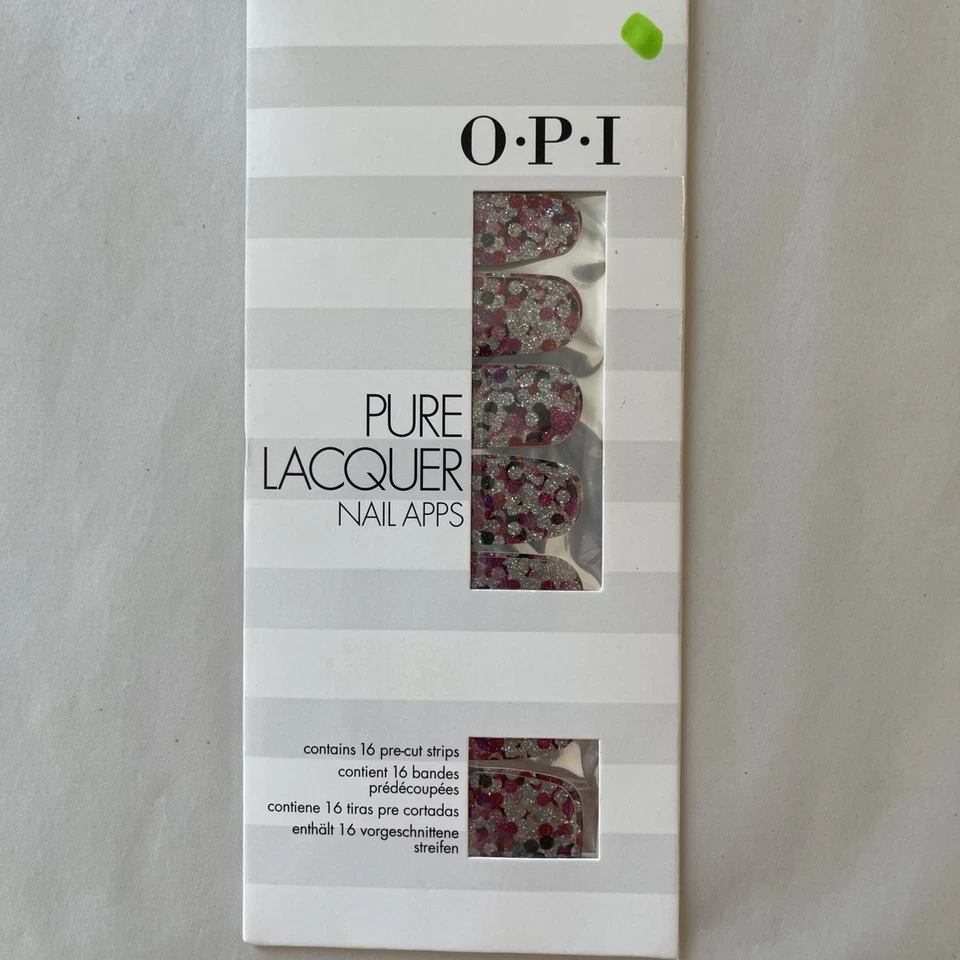 O·P·I
PURE
LACQUER
NAIL APPS
contains 16 pre-cut strips
contient 16 bandes
prédécoupées
contiene 16 tiras pre cortadas
enthält 16 vorgeschnittene
streifen